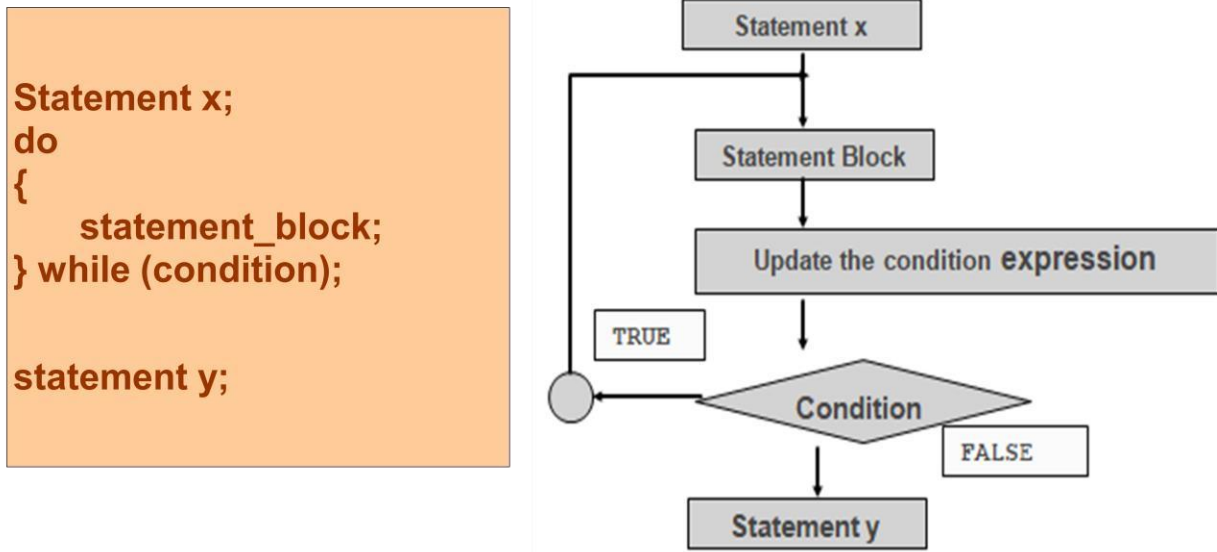 Statement x;
do
{
statement_block;
} while (condition);
statement y;
Statement x
Statement Block
Update the condition expression
TRUE
Condition
FALSE
Statement y